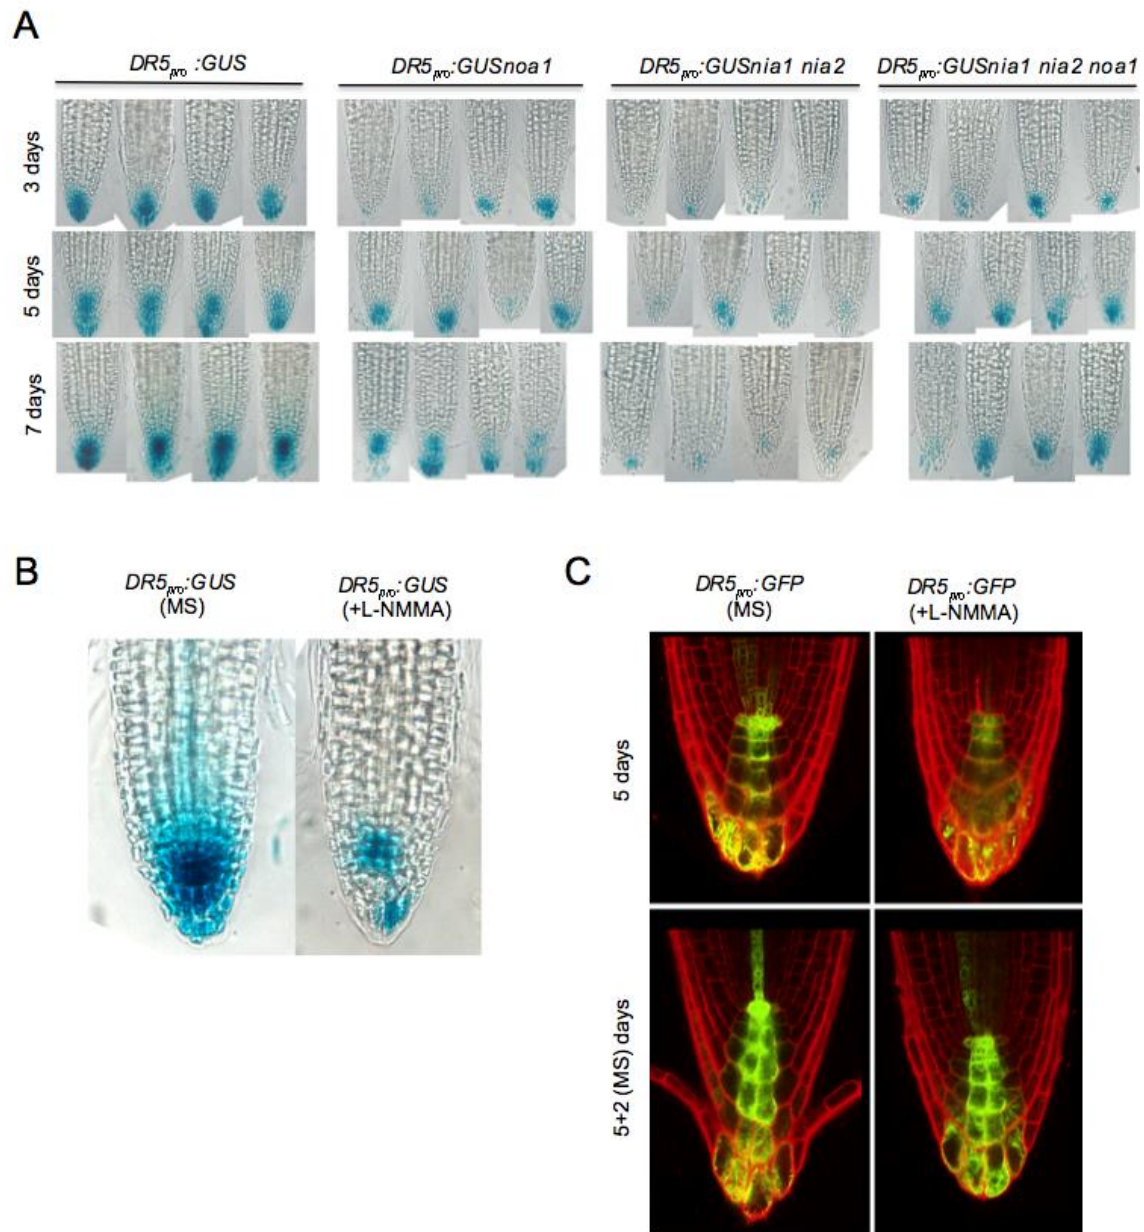 A
DR5pro :GUS
DR5pro:GUSnoa1
DR5pro:GUSnia1 nia2
DR5pro:GUSnia1 nia2 noa1
3 days
5 days
7 days
B
DR5pro:GUS
(MS)
DR5pro:GUS
(+L-NMMA)
C
DR5pro:GFP
(MS)
DR5pro:GFP
(+L-NMMA)
5 days
5+2 (MS) days